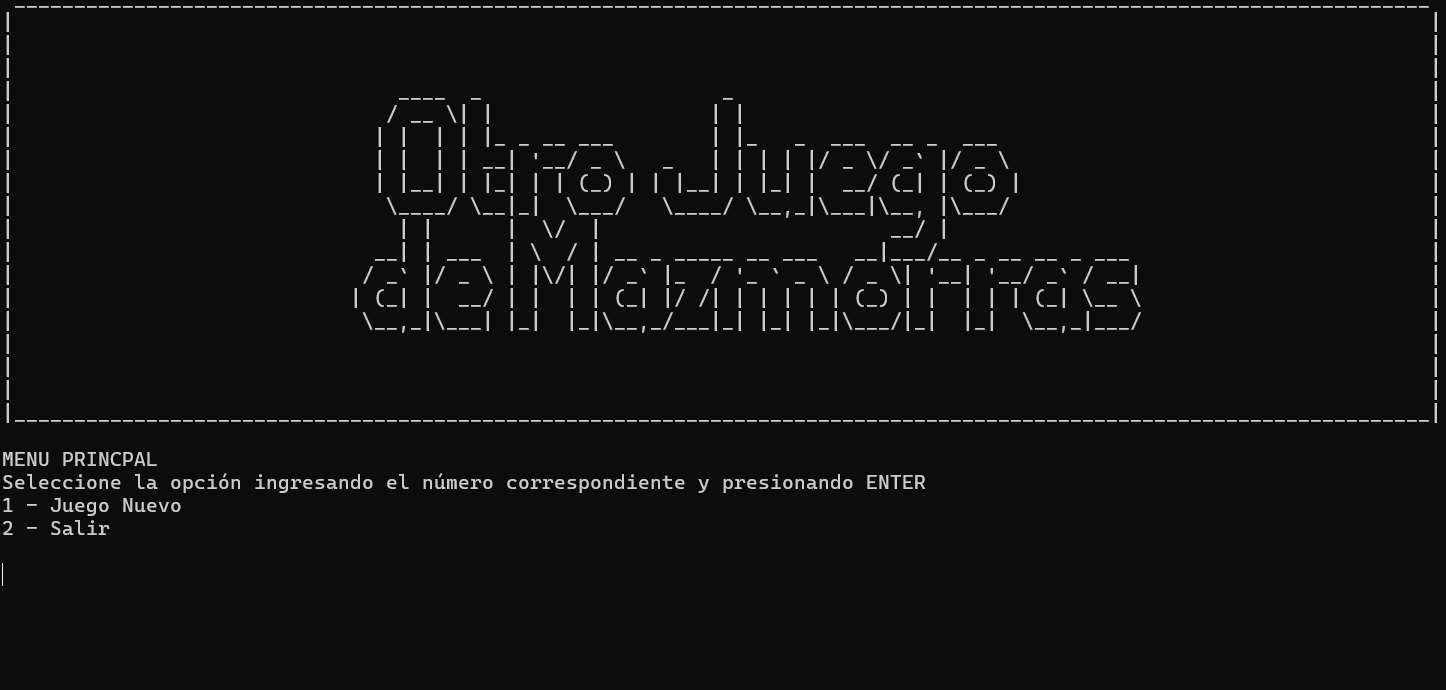 Otro Juego
de Mazmorras
MENU PRINCPAL
Seleccione la opción ingresando el número correspondiente y presionando ENTER
1 - Juego Nuevo
2 - Salir